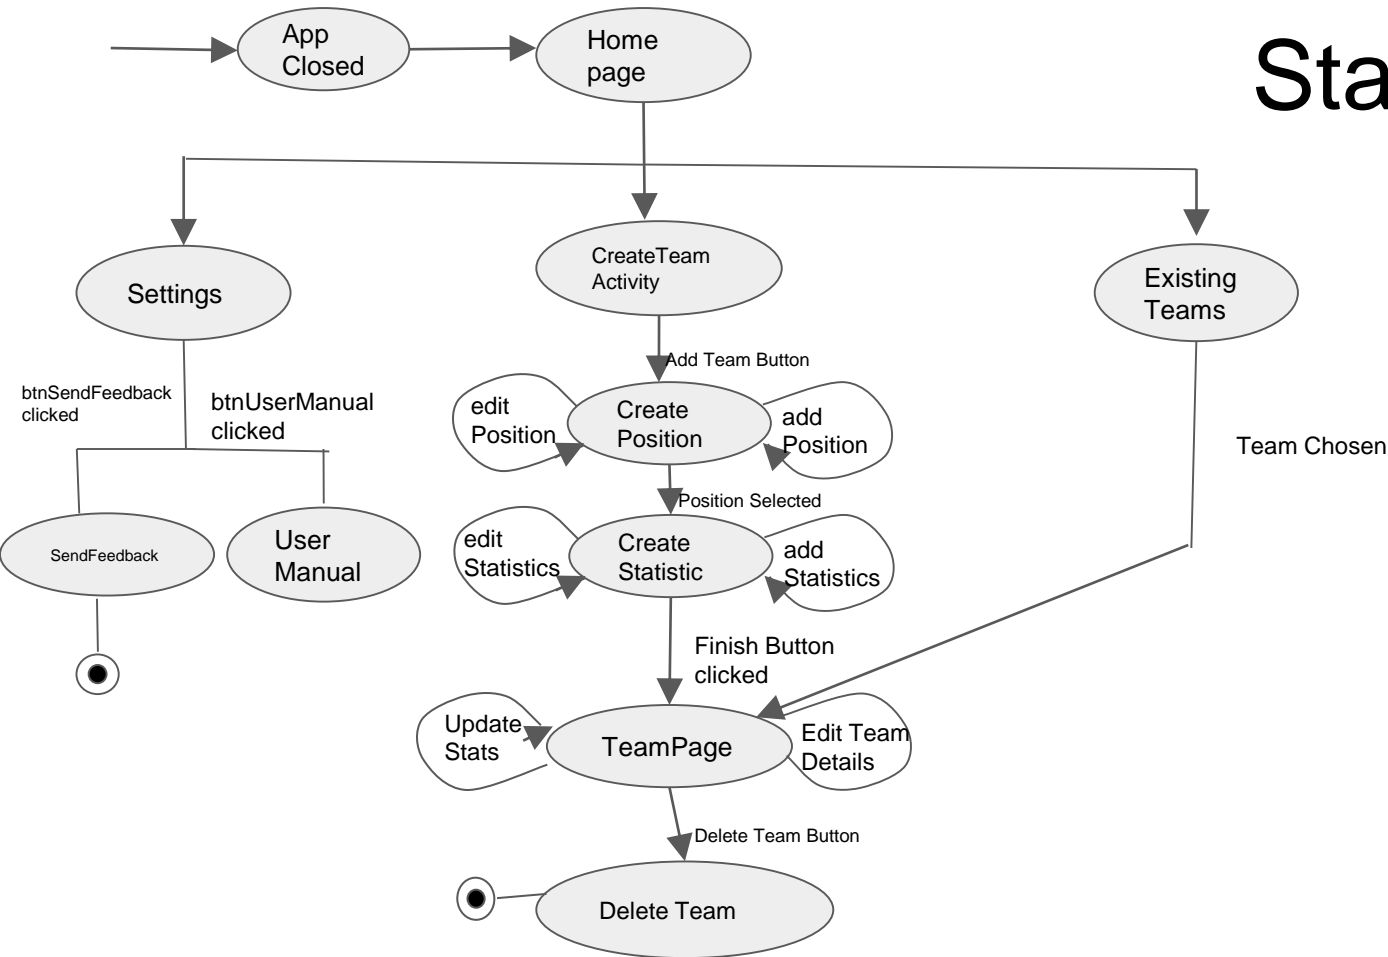 App
Closed
Home
page
Sta
Settings
CreateTeam
Activity
Existing
Teams
btnSendFeedback
clicked
btnUserManual
clicked
Add Team Button
edit
Position
Create
Position
add
Position
Team Chosen
Position Selected
edit
Statistics
Create
Statistic
add
Statistics
SendFeedback
User
Manual
Finish Button
clicked
Update
Stats
TeamPage
Edit Team
Details
Delete Team Button
Delete Team